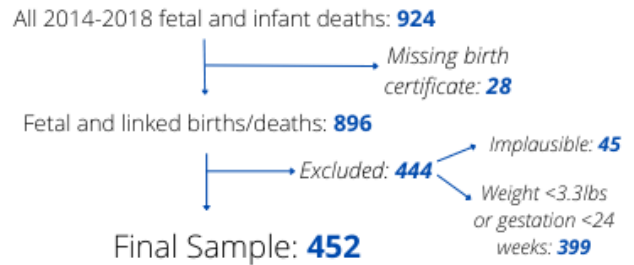 All 2014-2018 fetal and infant deaths: 924
Missing birth
certificate: 28
Fetal and linked births/deaths: 896
Implausible: 45
Excluded: 444
Weight <3.3lbs
or gestation <24
weeks: 399
Final Sample: 452